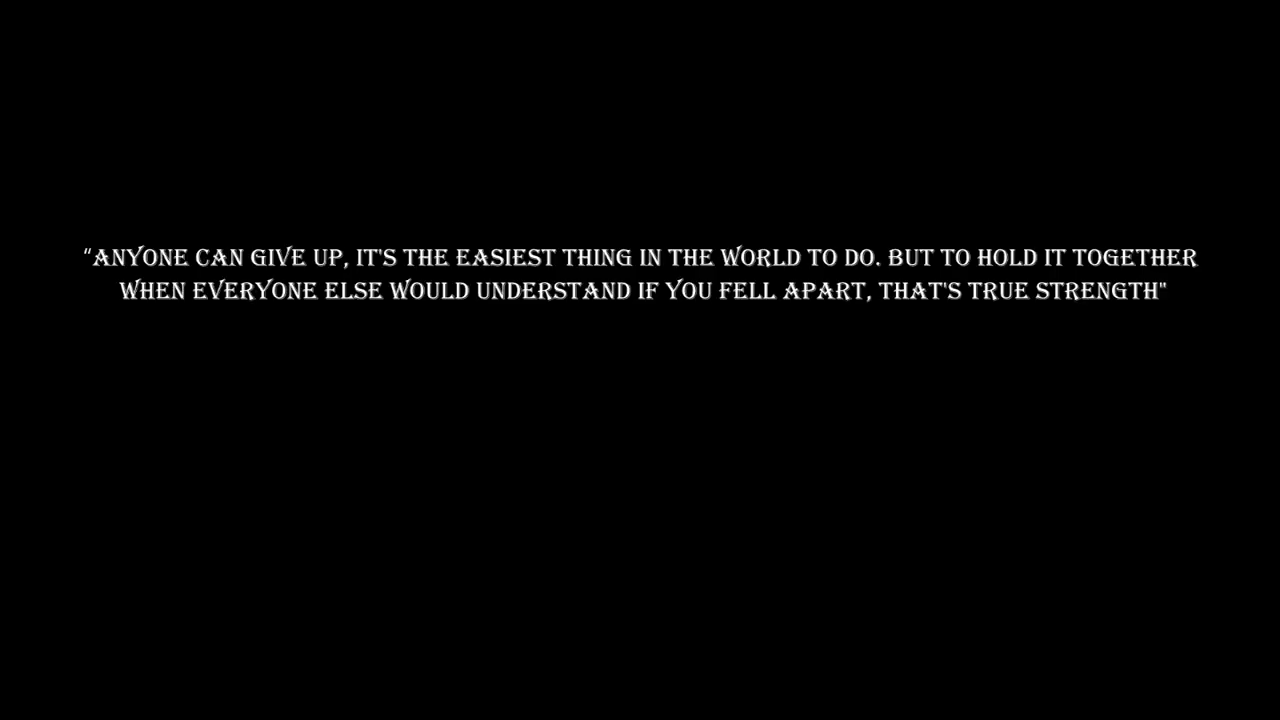 “ANYONE CAN GIVE UP, IT'S THE EASIEST THING IN THE WORLD TO DO. BUT TO HOLD IT TOGETHER
WHEN EVERYONE ELSE WOULD UNDERSTAND IF YOU FELL APART, THAT'S TRUE STRENGTH"